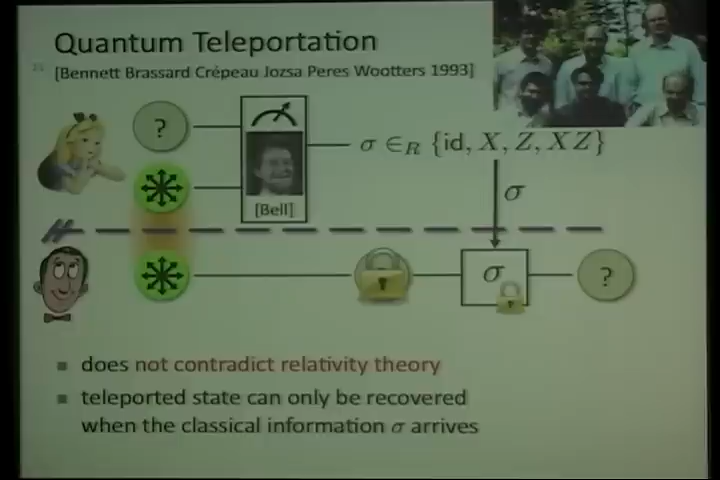 Quantum Teleportation
[Bennett Brassard Crépeau Jozsa Peres Wootters 1993]
?
σ ∈R {id, X, Z, XZ}
[Bell]
σ
σ
?
does not contradict relativity theory
teleported state can only be recovered
when the classical information σ arrives